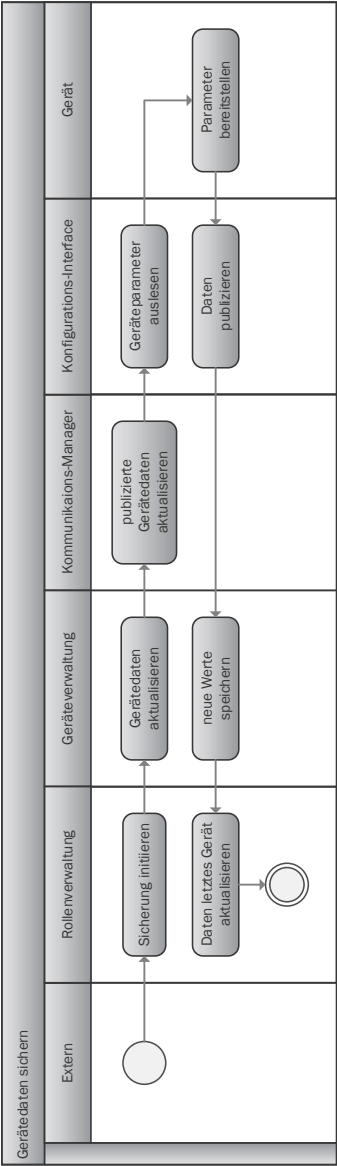 Gerätedaten sichern
Gerät
Parameter
bereitstellen
Konfigurations-Interface
Geräteparameter
auslesen
Daten
publizieren
Kommunikaions-Manager
publizierte
Gerätedaten
aktualisieren
Geräteverwaltung
Gerätedaten
aktualisieren
neue Werte
speichern
Rollenverwaltung
Sicherung initiieren
Daten letztes Gerät
aktualisieren
Extern